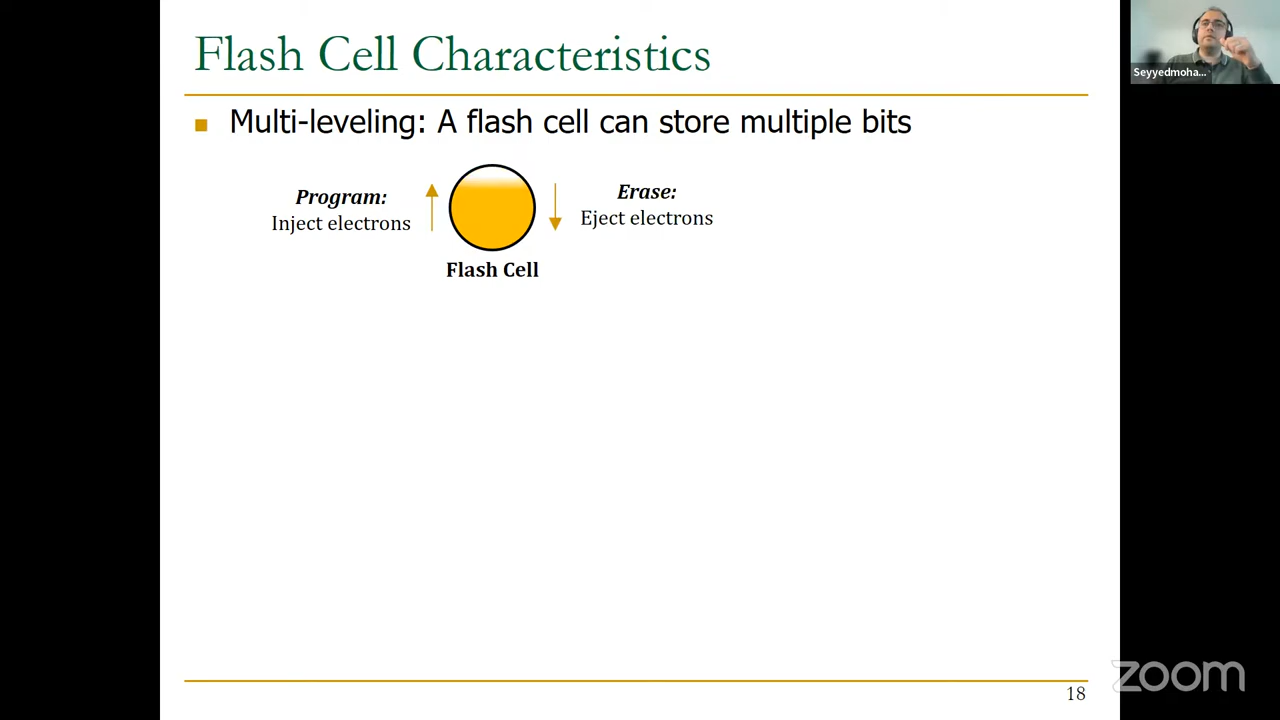 Flash Cell Characteristics
Seyyedmoha...
Multi-leveling: A flash cell can store multiple bits
Program:
Inject electrons
Erase:
Eject electrons
Flash Cell
18
zoom